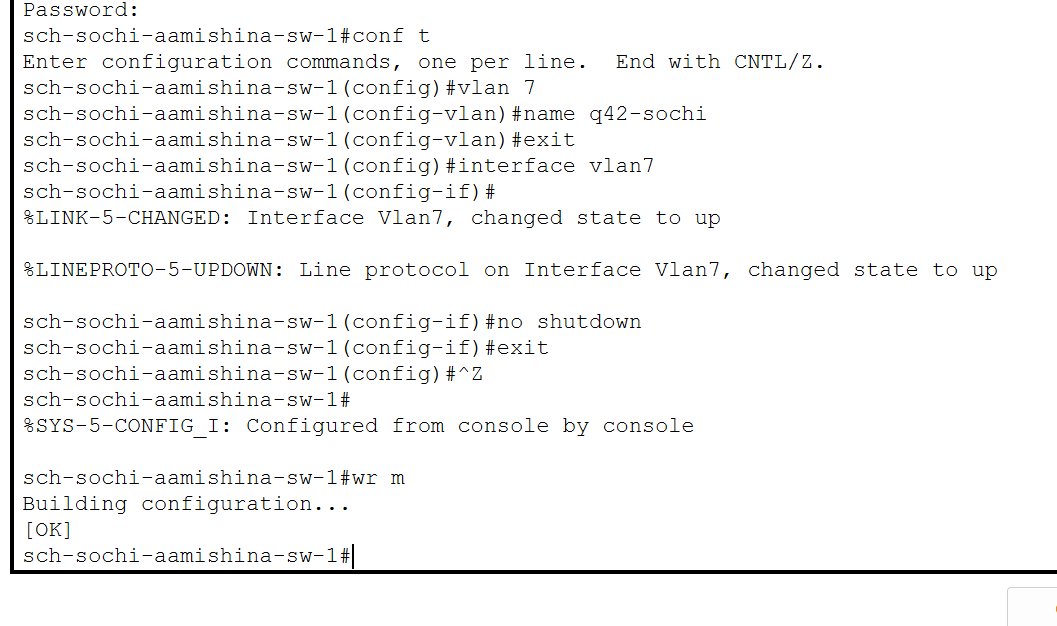 Password:
sch-sochi-aamishina-sw-1#conf t
Enter configuration commands, one per line.  End with CNTL/Z.
sch-sochi-aamishina-sw-1(config)#vlan 7
sch-sochi-aamishina-sw-1(config-vlan)#name q42-sochi
sch-sochi-aamishina-sw-1(config-vlan)#exit
sch-sochi-aamishina-sw-1(config)#interface vlan7
sch-sochi-aamishina-sw-1(config-if)#
%LINK-5-CHANGED: Interface Vlan7, changed state to up
%LINEPROTO-5-UPDOWN: Line protocol on Interface Vlan7, changed state to up
sch-sochi-aamishina-sw-1(config-if)#no shutdown
sch-sochi-aamishina-sw-1(config-if)#exit
sch-sochi-aamishina-sw-1(config)#^Z
sch-sochi-aamishina-sw-1#
%SYS-5-CONFIG_I: Configured from console by console
sch-sochi-aamishina-sw-1#wr m
Building configuration...
[OK]
sch-sochi-aamishina-sw-1#